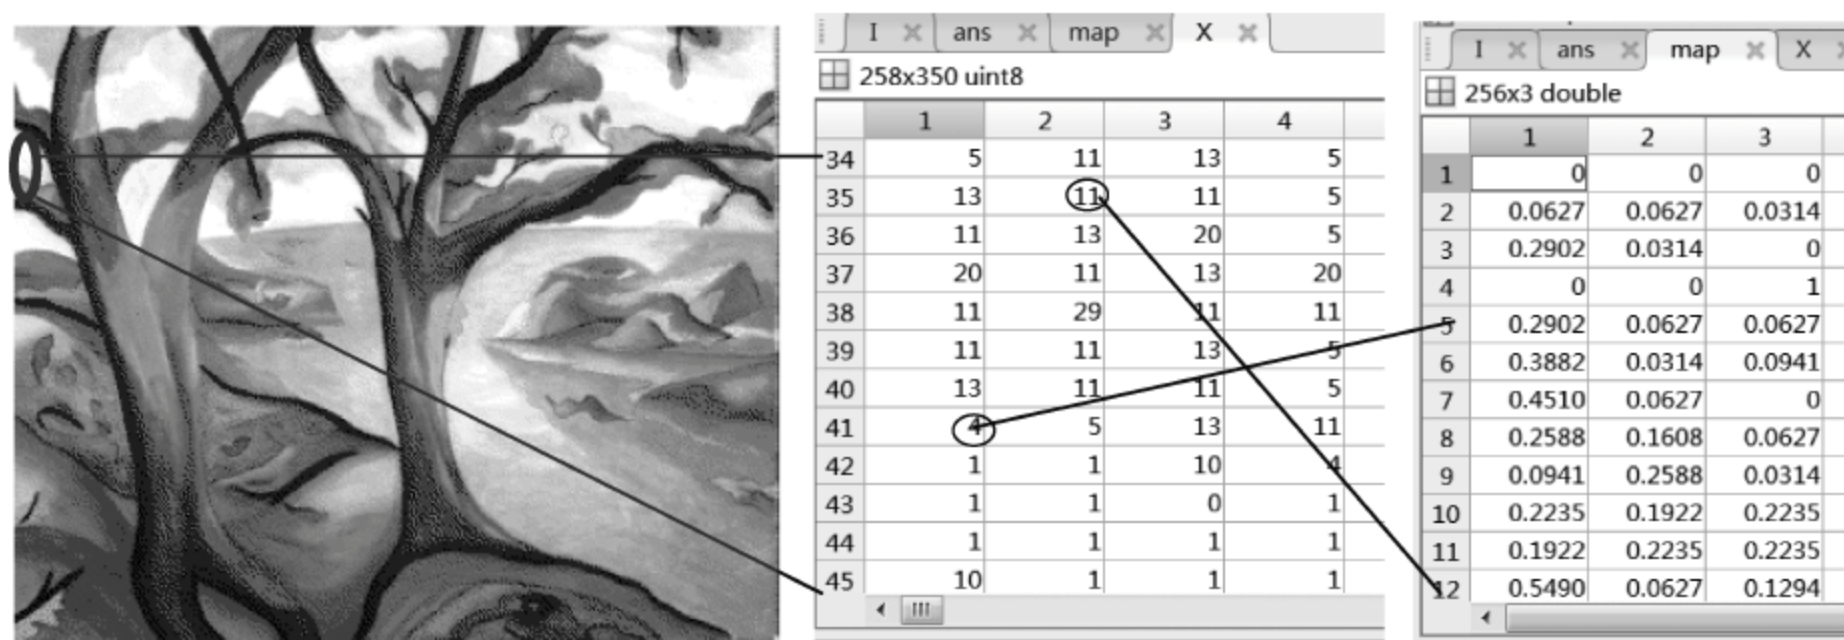 I ans map X
258x350 uint8
1 2 3 4
34 5 11 13 5
35 13 11 11 5
36 11 13 20 5
37 20 11 13 20
38 11 29 11 11
39 11 11 13 5
40 13 11 11 5
41 4 5 13 11
42 1 1 10 4
43 1 1 0 1
44 1 1 1 1
45 10 1 1 1
I ans map X
256x3 double
1 2 3
1 0 0 0
2 0.0627 0.0627 0.0314
3 0.2902 0.0314 0
4 0 0 1
5 0.2902 0.0627 0.0627
6 0.3882 0.0314 0.0941
7 0.4510 0.0627 0
8 0.2588 0.1608 0.0627
9 0.0941 0.2588 0.0314
10 0.2235 0.1922 0.2235
11 0.1922 0.2235 0.2235
12 0.5490 0.0627 0.1294